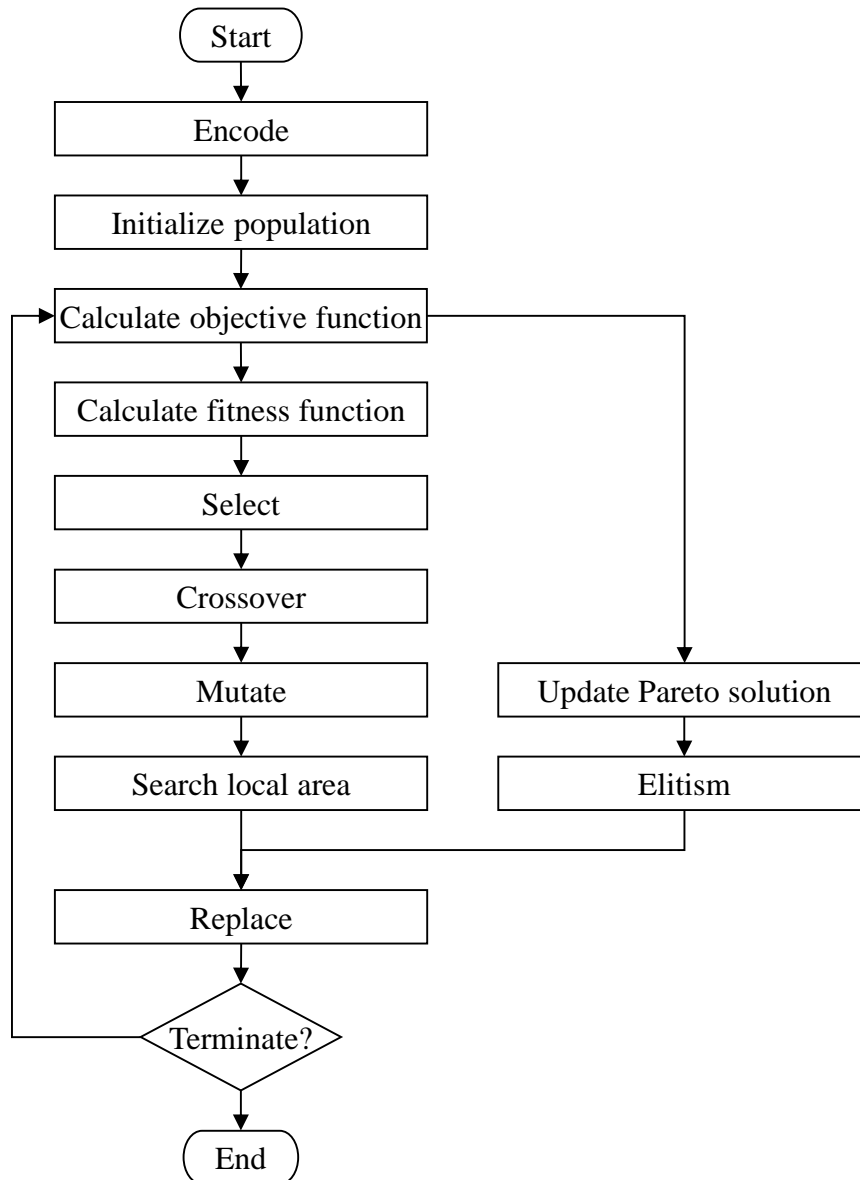 Start
Encode
Initialize population
Calculate objective function
Calculate fitness function
Select
Crossover
Mutate
Update Pareto solution
Search local area
Elitism
Replace
Terminate?
End